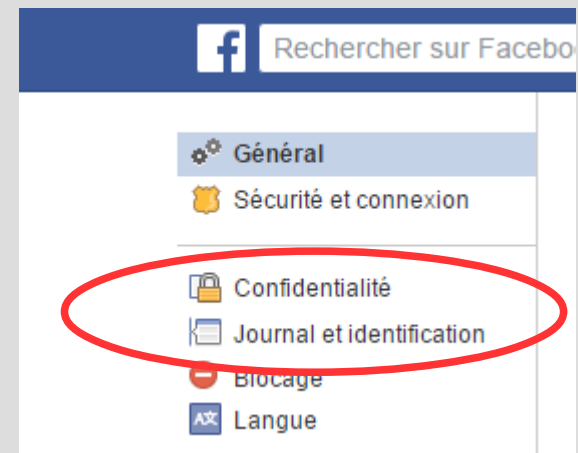 f Rechercher sur Facebo
Général
Sécurité et connexion
Confidentialité
Journal et identification
Blocage
Langue